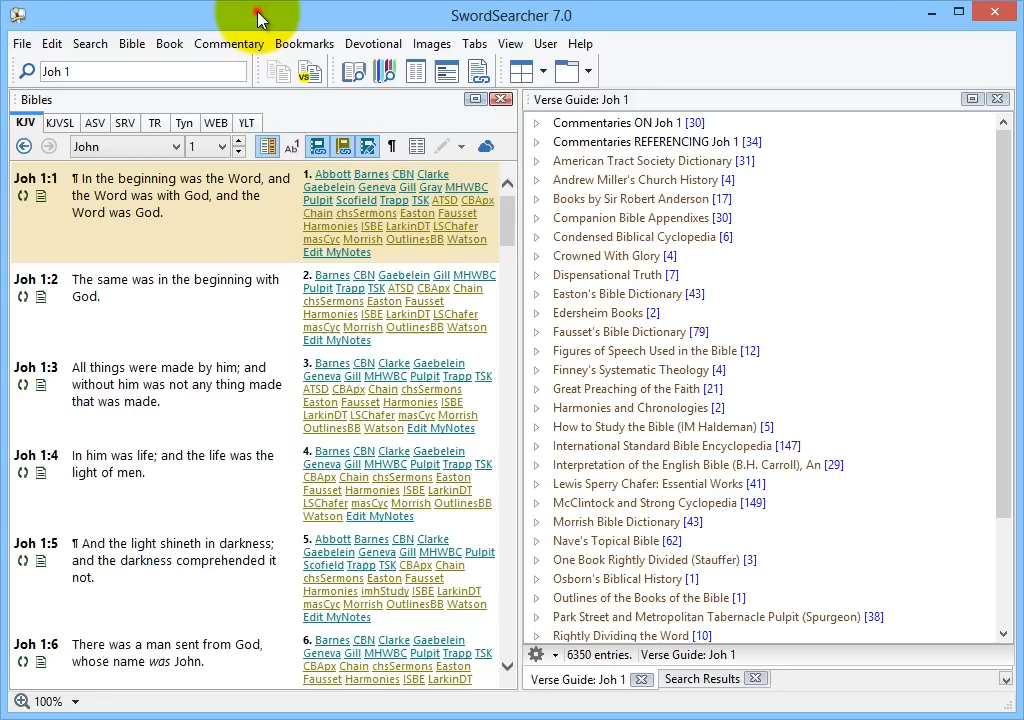 SwordSearcher 7.0
File Edit Search Bible Book Commentary Bookmarks Devotional Images Tabs View User Help
Joh 1
VS
Bibles
KJV KJVSL ASV SRV TR Tyn WEB YLT
John 1 Ab1 ¶
Joh 1:1 ¶ In the beginning was the Word, and
the Word was with God, and the
Word was God.
1. Abbott Barnes CBN Clarke
Gaebelein Geneva Gill Gray MHWBC
Pulpit Scofield Trapp TSK ATSD CBApx
Chain chsSermons Easton Fausset
Harmonies ISBE LarkinDT LSChafer
masCyc Morrish OutlinesBB Watson
Edit MyNotes
Joh 1:2 The same was in the beginning with
God.
2. Barnes CBN Gaebelein Gill MHWBC
Pulpit Trapp TSK ATSD CBApx Chain
chsSermons Easton Fausset
Harmonies ISBE LarkinDT LSChafer
masCyc Morrish OutlinesBB Watson
Edit MyNotes
Joh 1:3 All things were made by him; and
without him was not any thing made
that was made.
3. Barnes CBN Clarke Gaebelein
Geneva Gill MHWBC Pulpit Trapp TSK
ATSD CBApx Chain chsSermons
Easton Fausset Harmonies ISBE
LarkinDT LSChafer masCyc Morrish
OutlinesBB Watson Edit MyNotes
Joh 1:4 In him was life; and the life was the
light of men.
4. Barnes CBN Clarke Gaebelein
Geneva Gill MHWBC Pulpit Trapp TSK
CBApx Chain chsSermons Easton
Fausset Harmonies ISBE LarkinDT
LSChafer masCyc Morrish OutlinesBB
Watson Edit MyNotes
Joh 1:5 ¶ And the light shineth in darkness;
and the darkness comprehended it
not.
5. Abbott Barnes CBN Clarke
Gaebelein Geneva Gill MHWBC Pulpit
Scofield Trapp TSK CBApx Chain
chsSermons Easton Fausset
Harmonies imhStudy ISBE LarkinDT
masCyc Morrish OutlinesBB Watson
Edit MyNotes
Joh 1:6 There was a man sent from God,
whose name was John.
6. Barnes CBN Clarke Gaebelein
Geneva Gill MHWBC Pulpit Trapp TSK
CBApx Chain chsSermons Easton
Fausset Harmonies ISBE LarkinDT
Verse Guide: Joh 1
Commentaries ON Joh 1 [30]
Commentaries REFERENCING Joh 1 [34]
American Tract Society Dictionary [31]
Andrew Miller's Church History [4]
Books by Sir Robert Anderson [17]
Companion Bible Appendixes [30]
Condensed Biblical Cyclopedia [6]
Crowned With Glory [4]
Dispensational Truth [7]
Easton's Bible Dictionary [43]
Edersheim Books [2]
Fausset's Bible Dictionary [79]
Figures of Speech Used in the Bible [12]
Finney's Systematic Theology [4]
Great Preaching of the Faith [21]
Harmonies and Chronologies [2]
How to Study the Bible (IM Haldeman) [5]
International Standard Bible Encyclopedia [147]
Interpretation of the English Bible (B.H. Carroll), An [29]
Lewis Sperry Chafer: Essential Works [41]
McClintock and Strong Cyclopedia [149]
Morrish Bible Dictionary [43]
Nave's Topical Bible [62]
One Book Rightly Divided (Stauffer) [3]
Osborn's Biblical History [1]
Outlines of the Books of the Bible [1]
Park Street and Metropolitan Tabernacle Pulpit (Spurgeon) [38]
Rightly Dividing the Word [10]
6350 entries. Verse Guide: Joh 1
Verse Guide: Joh 1 Search Results
100%